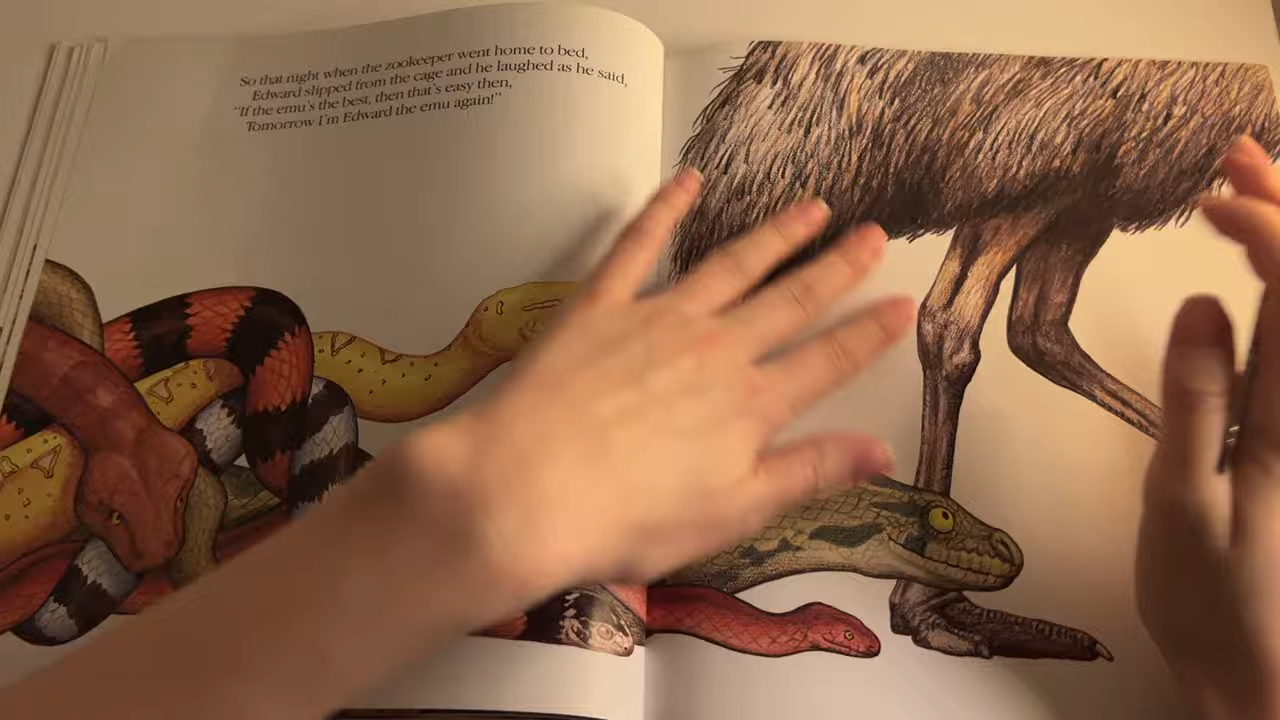 So that night when the zookeeper went home to bed,
Edward slipped from the cage and he laughed as he said,
“If the emu's the best, then that's easy then,
Tomorrow I'm Edward the emu again!”